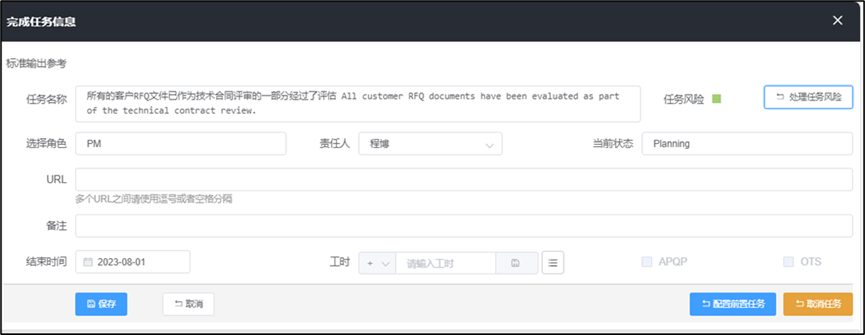 完成任务信息
标准输出参考
任务名称 所有的客户RFQ文件已作为技术合同评审的一部分经过了评估 All customer RFQ documents have been evaluated as part
of the technical contract review.
任务风险 处理任务风险
选择角色 PM 责任人 程博 当前状态 Planning
URL
多个URL之间请使用逗号或者空格分隔
备注
结束时间 2023-08-01 工时 + 请输入工时 APQP OTS
保存 取消 配置前置任务 取消任务